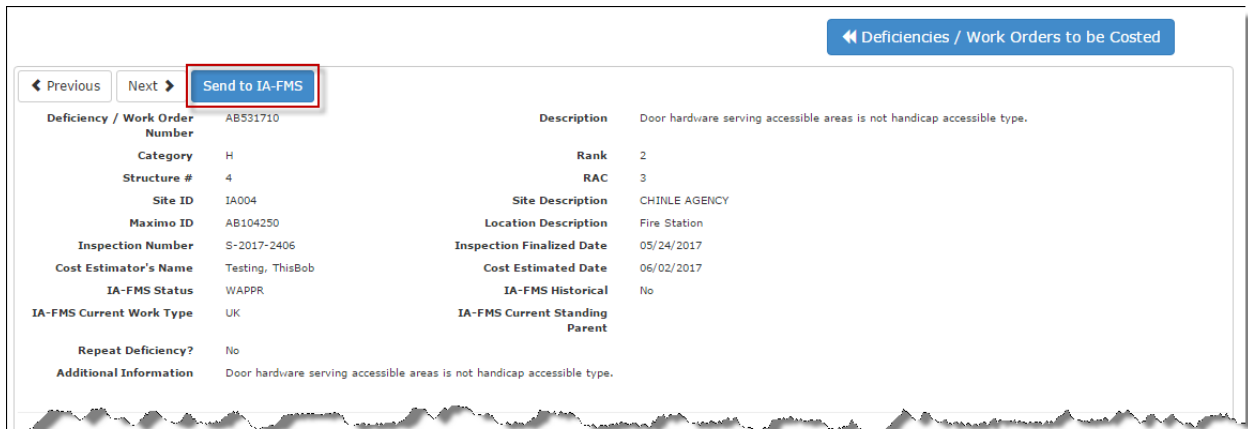 Deficiencies / Work Orders to be Costed
Previous Next Send to IA-FMS
Deficiency / Work Order Number AB531710 Description Door hardware serving accessible areas is not handicap accessible type.
Category H Rank 2
Structure # 4 RAC 3
Site ID IA004 Site Description CHINLE AGENCY
Maximo ID AB104250 Location Description Fire Station
Inspection Number S-2017-2406 Inspection Finalized Date 05/24/2017
Cost Estimator's Name Testing, ThisBob Cost Estimated Date 06/02/2017
IA-FMS Status WAPPR IA-FMS Historical No
IA-FMS Current Work Type UK IA-FMS Current Standing Parent
Repeat Deficiency? No
Additional Information Door hardware serving accessible areas is not handicap accessible type.